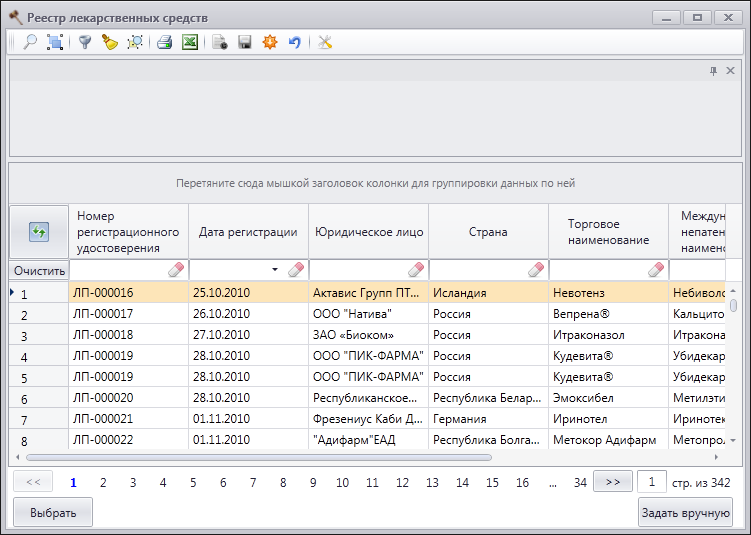 Реестр лекарственных средств
Перетяните сюда мышкой заголовок колонки для группировки данных по ней
Номер
регистрационного
удостоверения
Дата регистрации
Юридическое лицо
Страна
Торговое
наименование
Междун
непатен
наимено
Очистить
1 ЛП-000016 25.10.2010 Актавис Групп ПТ... Исландия Невотенз Небиволо
2 ЛП-000017 26.10.2010 ООО "Натива" Россия Вепрена® Кальцито
3 ЛП-000018 27.10.2010 ЗАО «Биоком» Россия Итраконазол Итракона
4 ЛП-000019 28.10.2010 ООО "ПИК-ФАРМА" Россия Кудевита® Убидекар
5 ЛП-000019 28.10.2010 ООО "ПИК-ФАРМА" Россия Кудевита® Убидекар
6 ЛП-000020 28.10.2010 Республиканское... Республика Белар... Эмоксибел Метилэти
7 ЛП-000021 01.11.2010 Фрезениус Каби Д... Германия Иринотел Иринотек
8 ЛП-000022 01.11.2010 "Адифарм"ЕАД Республика Болга... Метокор Адифарм Метопрол
<< 1 2 3 4 5 6 7 8 9 10 11 12 13 14 15 16 ... 34 >> 1 стр. из 342
Выбрать
Задать вручную